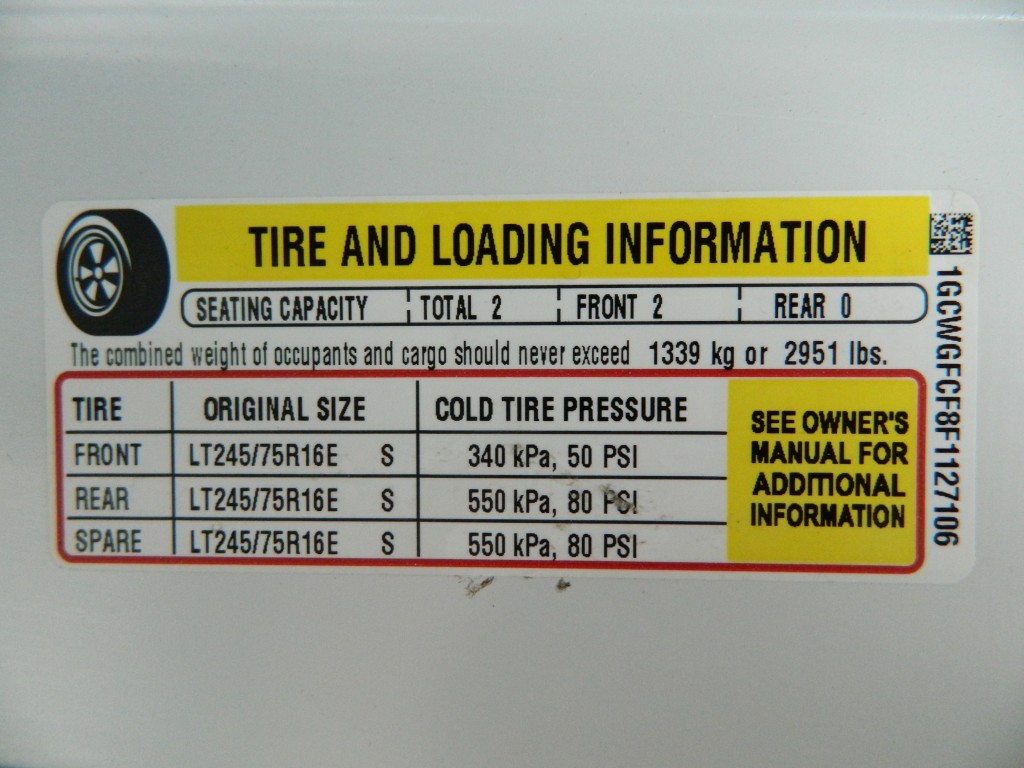 TIRE AND LOADING INFORMATION
SEATING CAPACITY TOTAL 2 FRONT 2 REAR 0
The combined weight of occupants and cargo should never exceed 1339 kg or 2951 lbs.
TIRE ORIGINAL SIZE COLD TIRE PRESSURE
FRONT LT245/75R16E S 340 kPa, 50 PSI
REAR LT245/75R16E S 550 kPa, 80 PSI
SPARE LT245/75R16E S 550 kPa, 80 PSI
SEE OWNER'S
MANUAL FOR
ADDITIONAL
INFORMATION
1GCWGFCF8F1127106